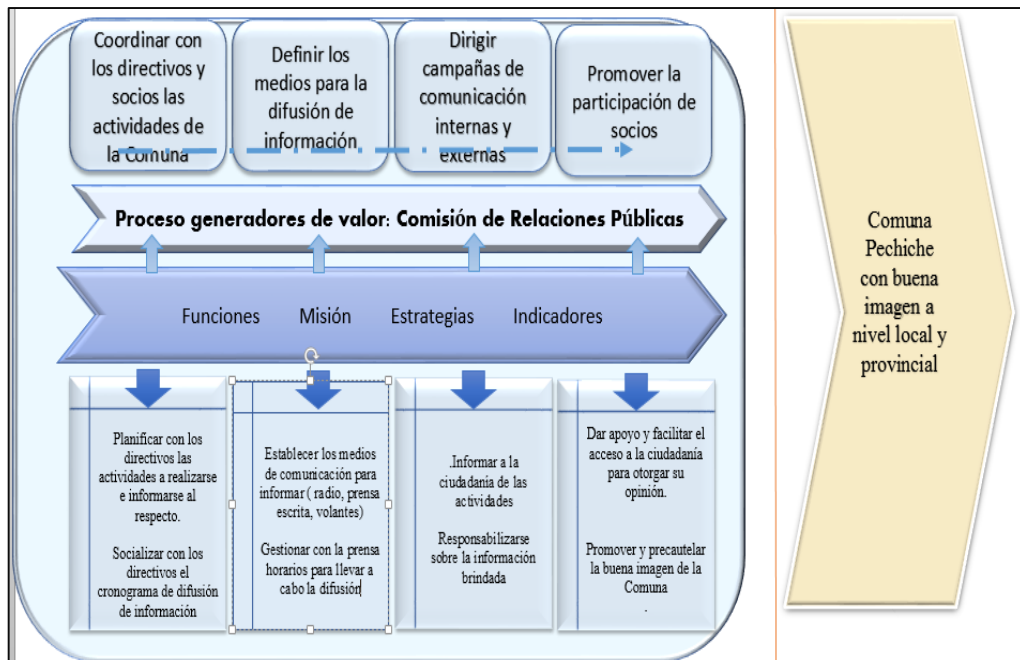 Coordinar con
los directivos y
socios las
actividades de
la Comuna
Definir los
medios para la
difusión de
información
Dirigir
campañas de
comunicación
internas y
externas
Promover la
participación de
socios
Proceso generadores de valor: Comisión de Relaciones Públicas
Funciones Misión Estrategias Indicadores
Planificar con los
directivos las
actividades a realizarse
e informarse al
respecto.
Socializar con los
directivos el
cronograma de difusión
de información
Establecer los medios
de comunicación para
informar ( radio, prensa
escrita, volantes)
Gestionar con la prensa
horarios para llevar a
cabo la difusión
.Informar a la
ciudadanía de las
actividades
Responsabilizarse
sobre la información
brindada
Dar apoyo y facilitar el
acceso a la ciudadanía
para otorgar su
opinión.
Promover y precautelar
la buena imagen de la
Comuna
.
Comuna
Pechiche
con buena
imagen a
nivel local y
provincial